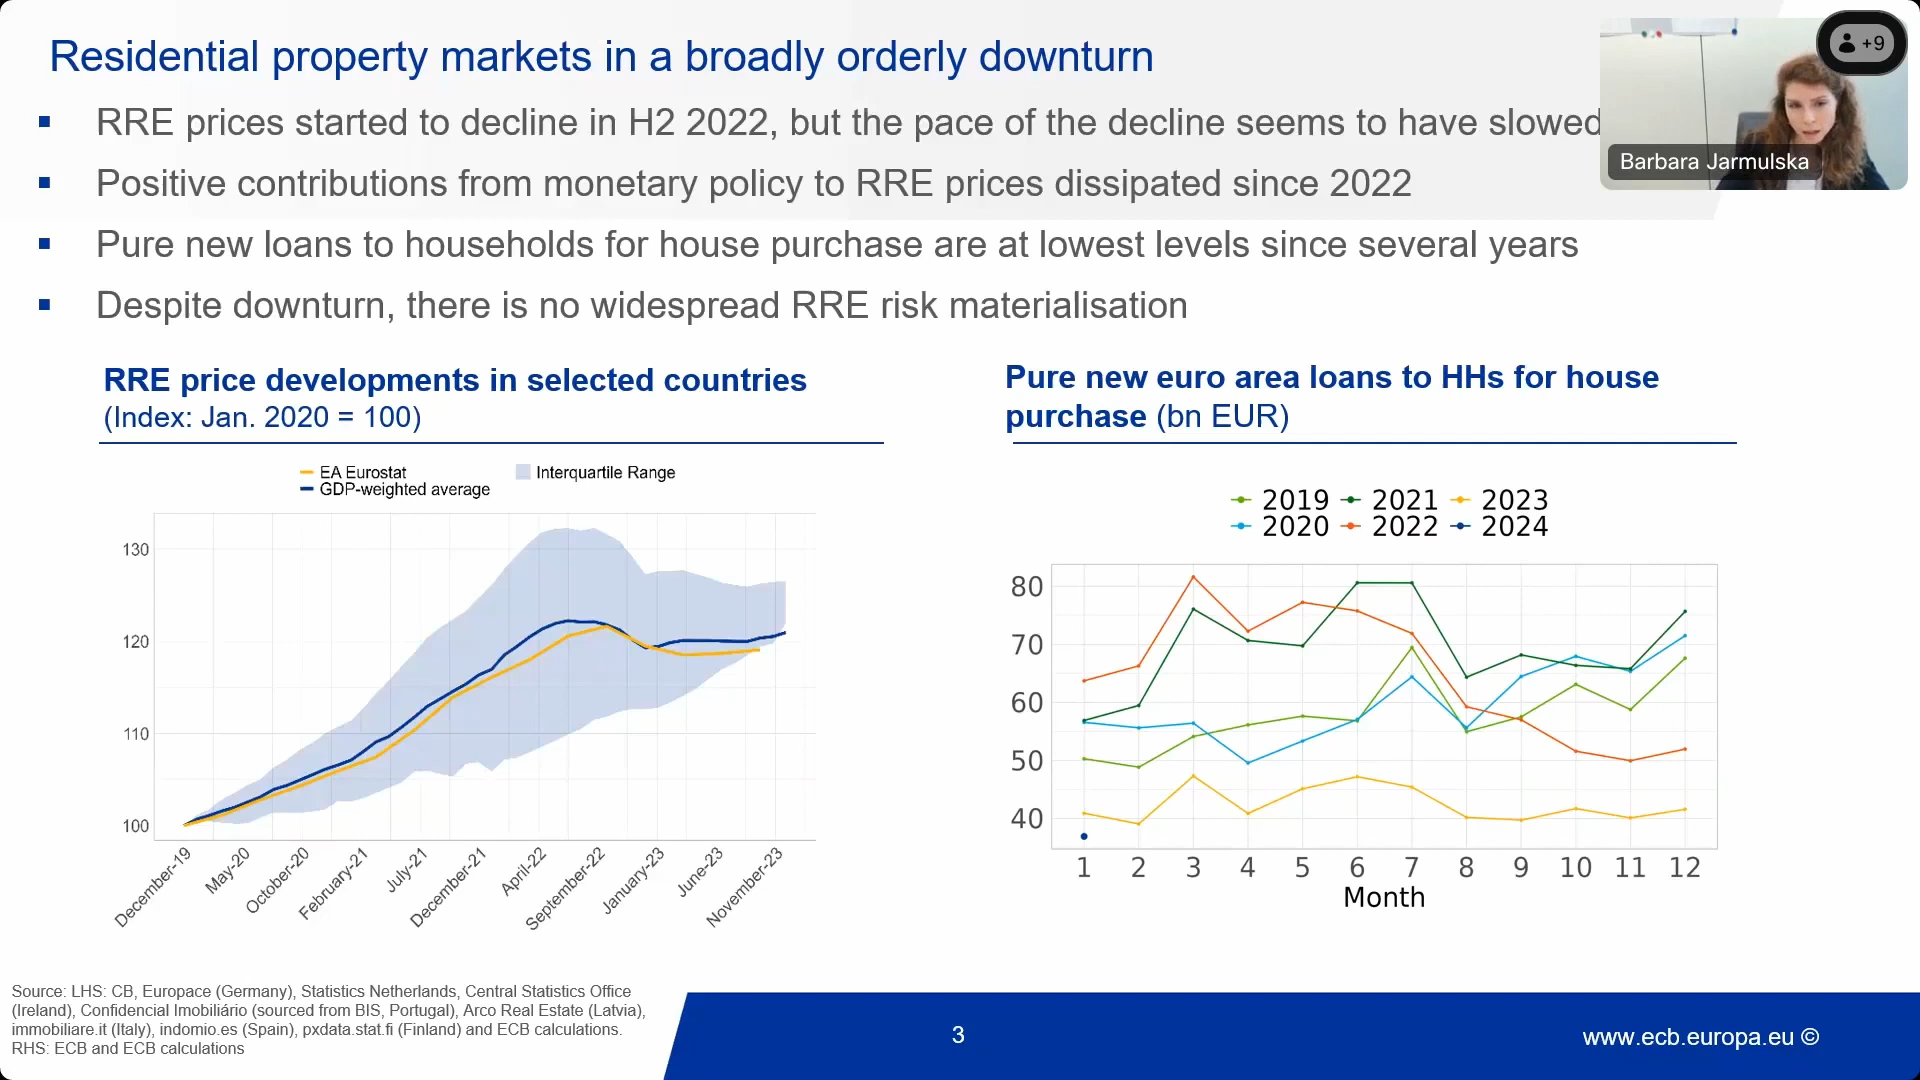 Residential property markets in a broadly orderly downturn
+9
RRE prices started to decline in H2 2022, but the pace of the decline seems to have slowed
Barbara Jarmulska
Positive contributions from monetary policy to RRE prices dissipated since 2022
Pure new loans to households for house purchase are at lowest levels since several years
Despite downturn, there is no widespread RRE risk materialisation
RRE price developments in selected countries
(Index: Jan. 2020 = 100)
EA Eurostat
GDP-weighted average
Interquartile Range
130
120
110
100
December-19
May-20
October-20
February-21
July-21
December-21
April-22
September-22
January-23
June-23
November-23
Pure new euro area loans to HHs for house
purchase (bn EUR)
2019 2021 2023
2020 2022 2024
80
70
60
50
40
1 2 3 4 5 6 7 8 9 10 11 12
Month
Source: LHS: CB, Europace (Germany), Statistics Netherlands, Central Statistics Office
(Ireland), Confidencial Imobiliário (sourced from BIS, Portugal), Arco Real Estate (Latvia),
immobiliare.it (Italy), indomio.es (Spain), pxdata.stat.fi (Finland) and ECB calculations.
RHS: ECB and ECB calculations
3
www.ecb.europa.eu ©